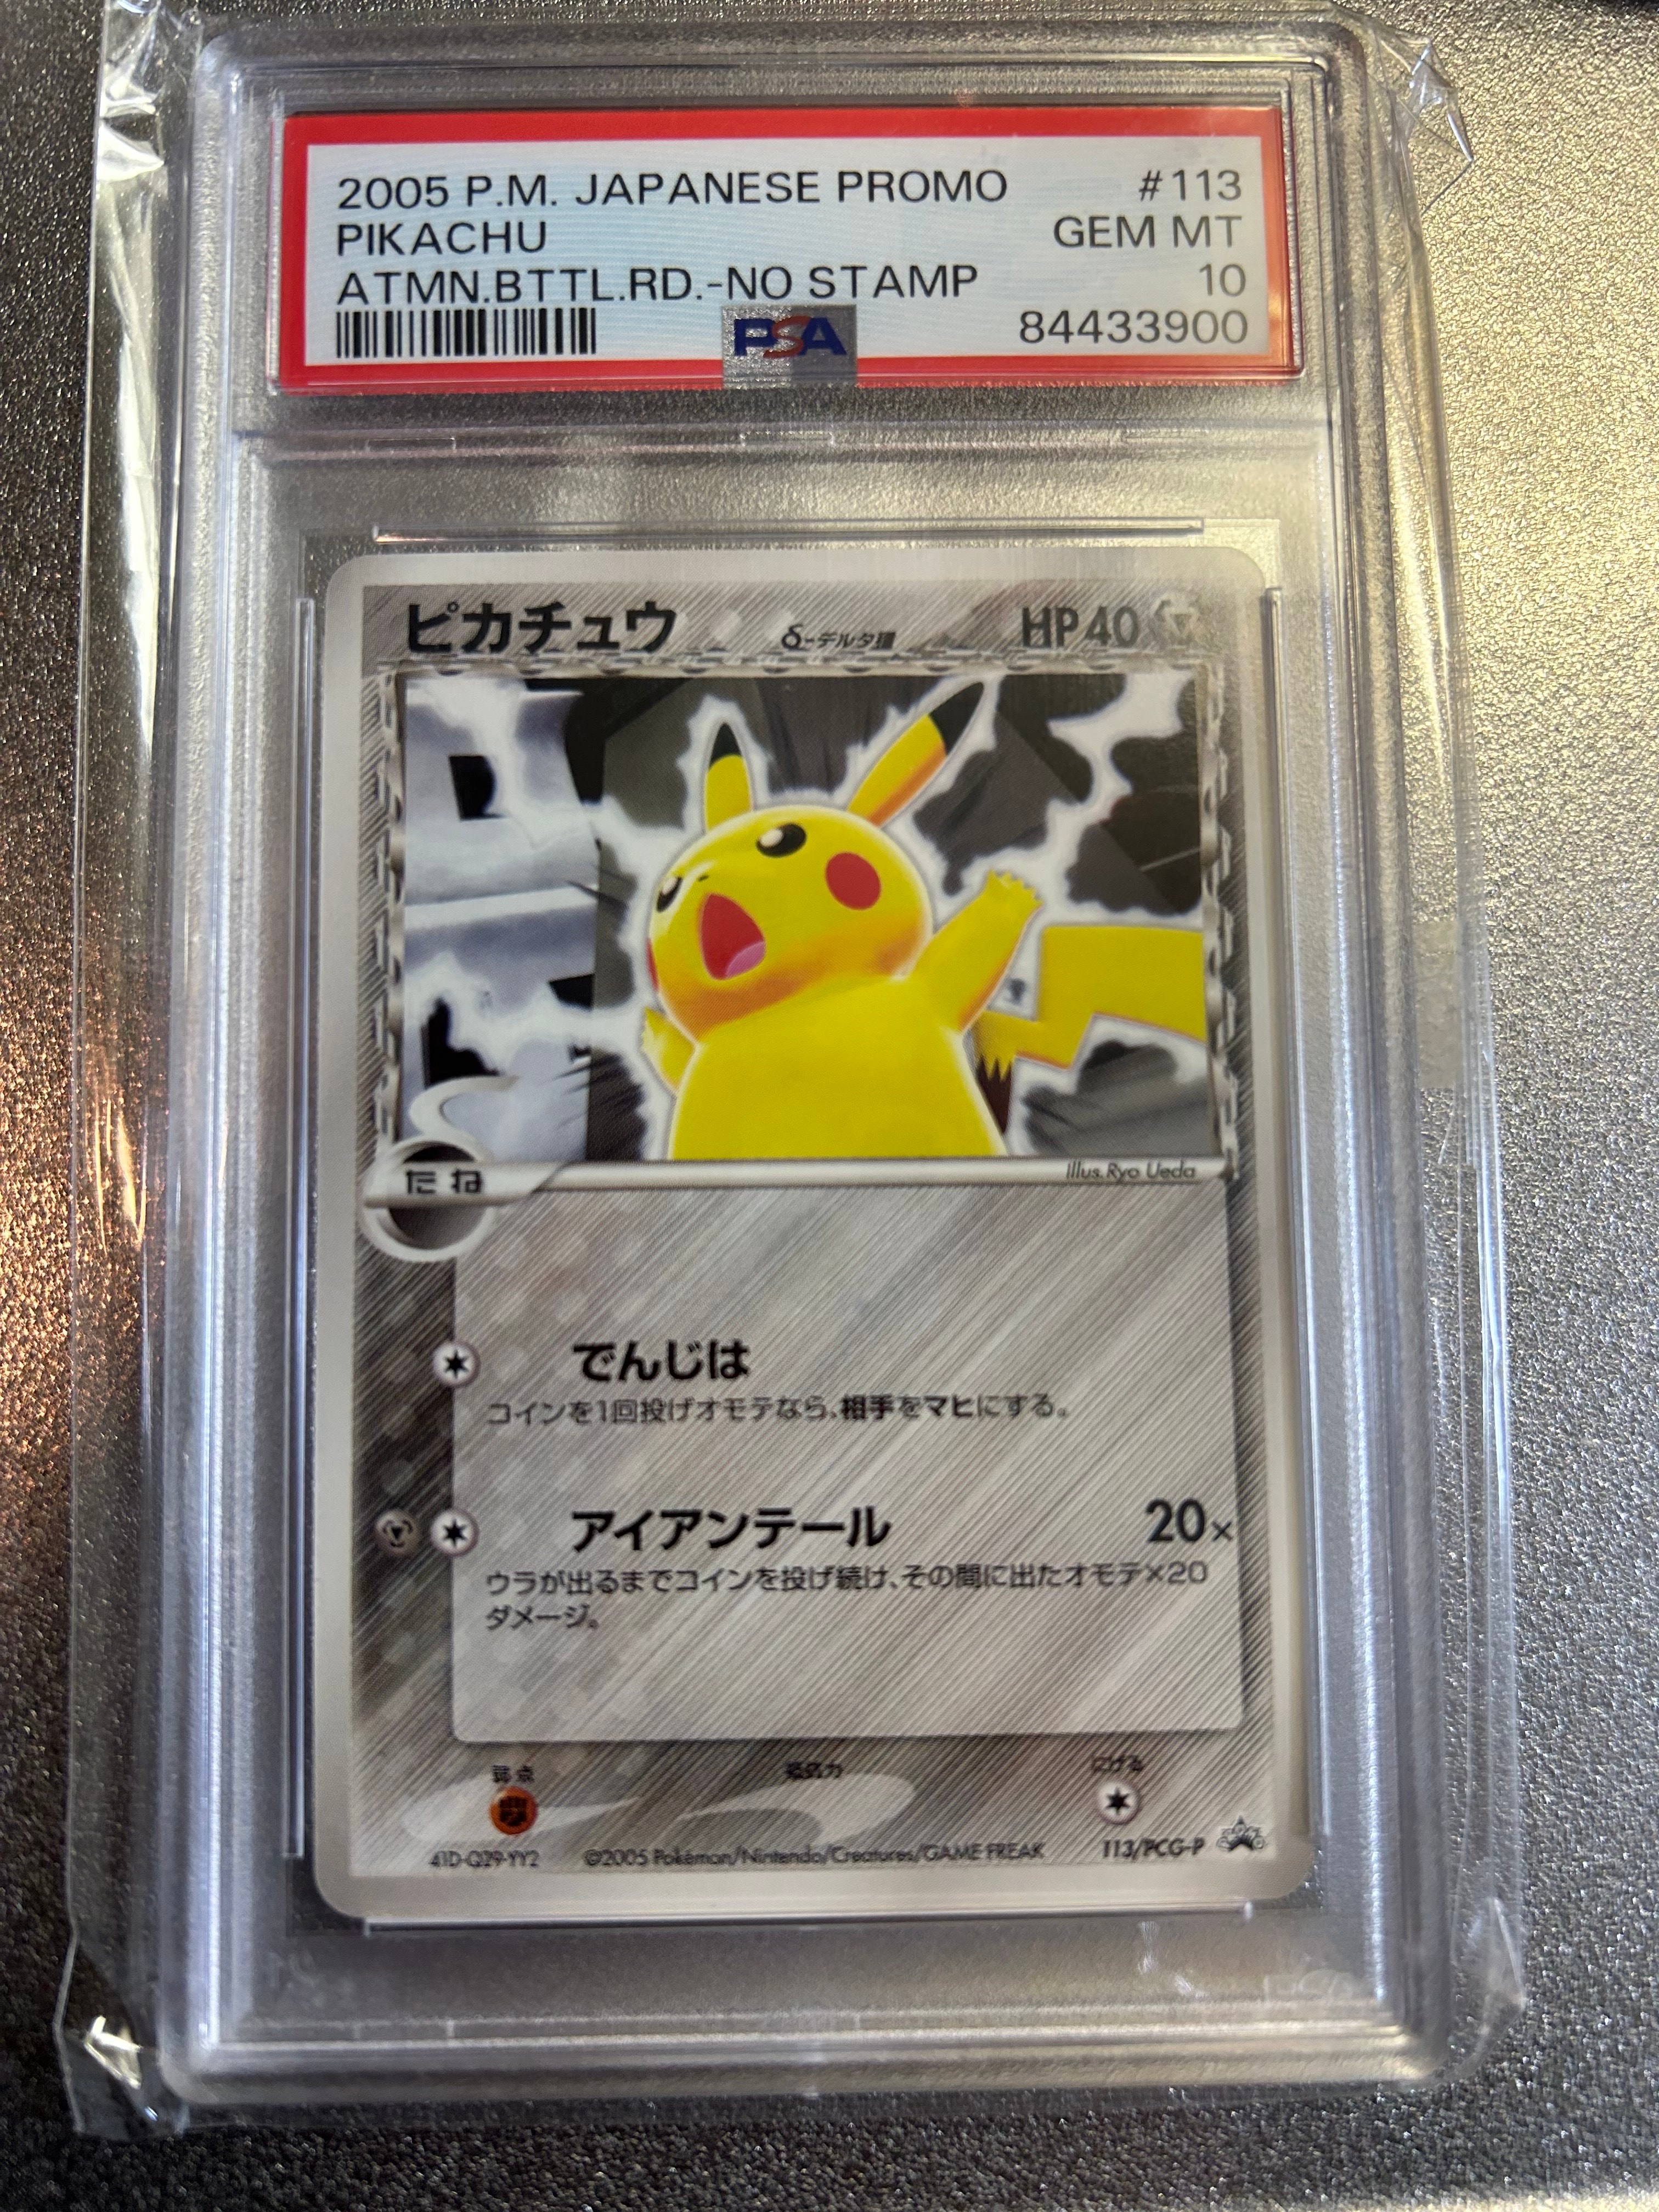 2005 P.M. JAPANESE PROMO #113
PIKACHU GEM MT
ATMN.BTTL.RD.-NO STAMP 10
PSA 84433900
ピカチュウ δ-デルタ種 HP40
たね Illus.Ryo Ueda
でんじは
コインを1回投げオモテなら、相手をマヒにする。
アイアンテール 20×
ウラが出るまでコインを投げ続け、その間に出たオモテ×20
ダメージ。
弱点 抵抗力 にげる
41D-Q29-YY2 ©2005 Pokémon/Nintendo/Creatures/GAME FREAK 113/PCG-P